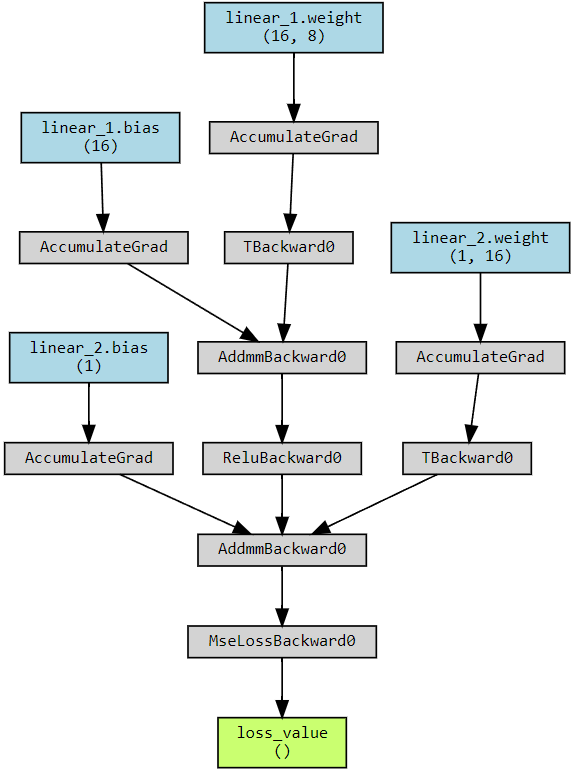 linear_1.weight
(16, 8)
linear_1.bias
(16)
AccumulateGrad
AccumulateGrad
TBackward0
linear_2.weight
(1, 16)
linear_2.bias
(1)
AddmmBackward0
AccumulateGrad
AccumulateGrad
ReluBackward0
TBackward0
AddmmBackward0
MseLossBackward0
loss_value
()